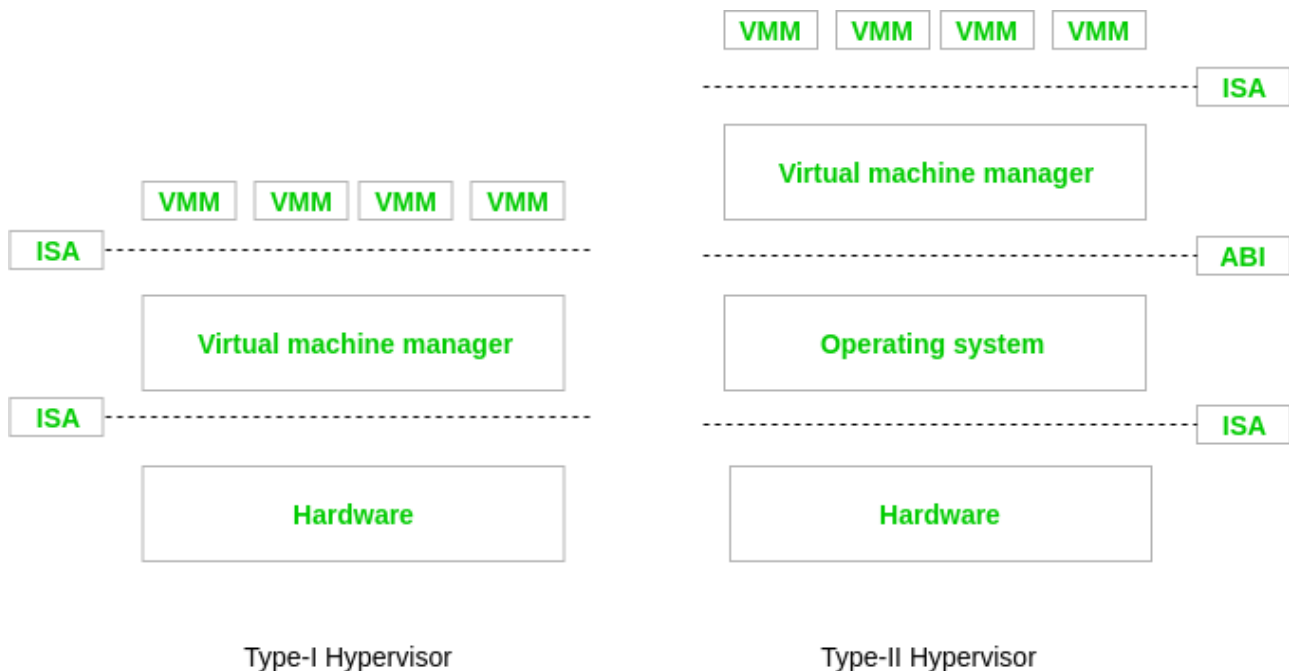 VMM VMM VMM VMM
ISA
Virtual machine manager
ISA
Hardware
Type-I Hypervisor
VMM VMM VMM VMM
ISA
Virtual machine manager
ABI
Operating system
ISA
Hardware
Type-II Hypervisor